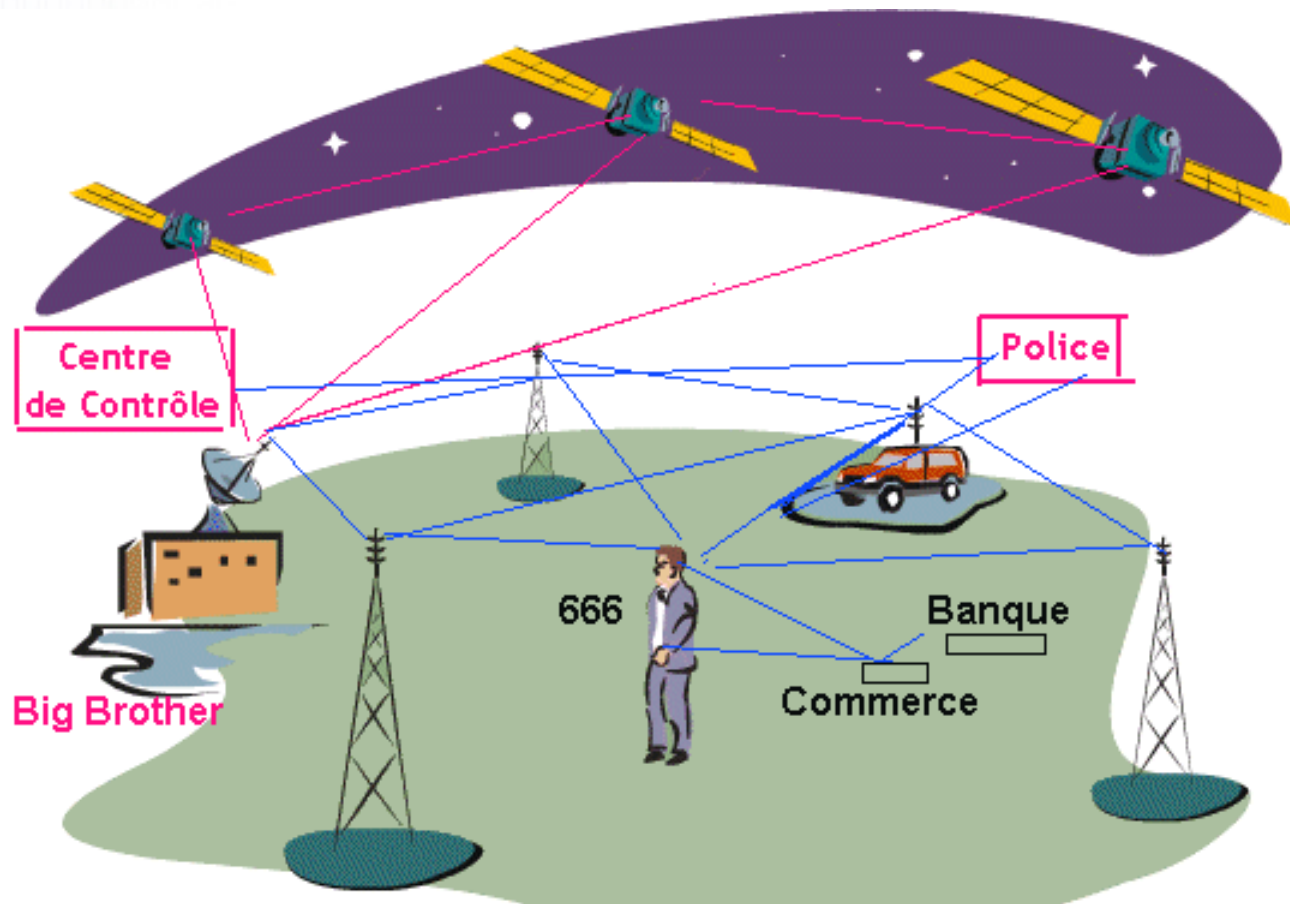 Centre
de Contrôle
Police
666
Banque
Commerce
Big Brother